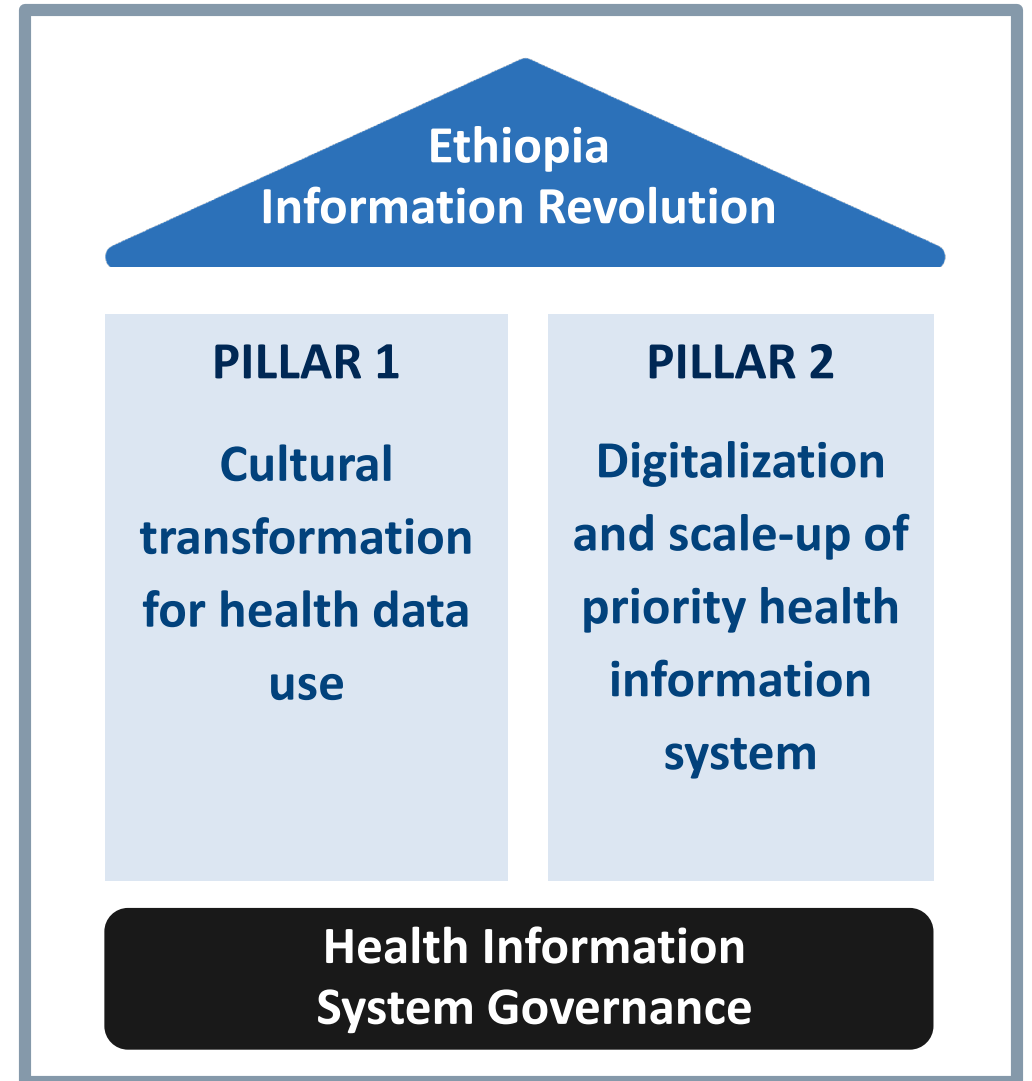 Ethiopia
Information Revolution
PILLAR 1
Cultural
transformation
for health data
use
PILLAR 2
Digitalization
and scale-up of
priority health
information
system
Health Information
System Governance